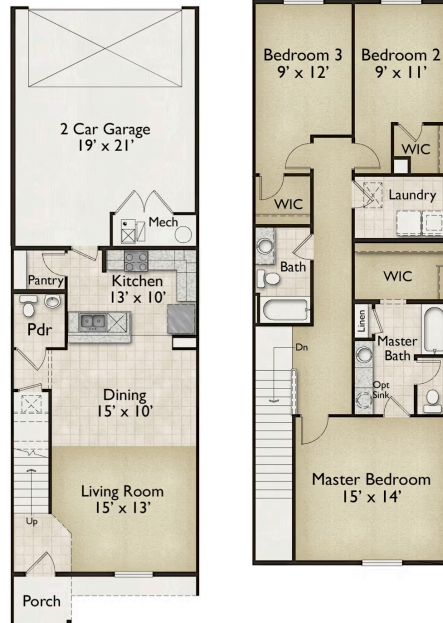 2 Car Garage
19' x 21'
Mech
Pantry
Kitchen
13' x 10'
Pdr
Dining
15' x 10'
Living Room
15' x 13'
Up
Porch
Bedroom 3
9' x 12'
Bedroom 2
9' x 11'
WIC
WIC
Laundry
Bath
WIC
Linen
Master
Bath
Dn
Opt
Sink
Master Bedroom
15' x 14'